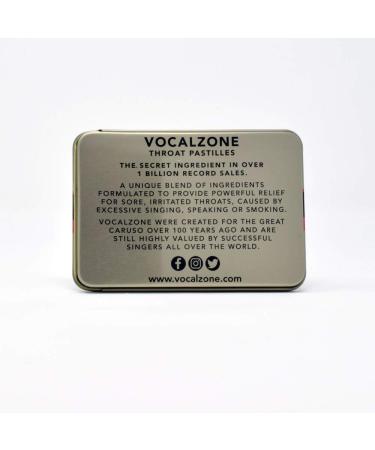 VOCALZONE
THROAT PASTILLES
THE SECRET INGREDIENT IN OVER
1 BILLION RECORD SALES.
A UNIQUE BLEND OF INGREDIENTS
FORMULATED TO PROVIDE POWERFUL RELIEF
FOR SORE, IRRITATED THROATS, CAUSED BY
EXCESSIVE SINGING, SPEAKING OR SMOKING.
VOCALZONE WERE CREATED FOR THE GREAT
CARUSO OVER 100 YEARS AGO AND ARE
STILL HIGHLY VALUED BY SUCCESSFUL
SINGERS ALL OVER THE WORLD.
www.vocalzone.com